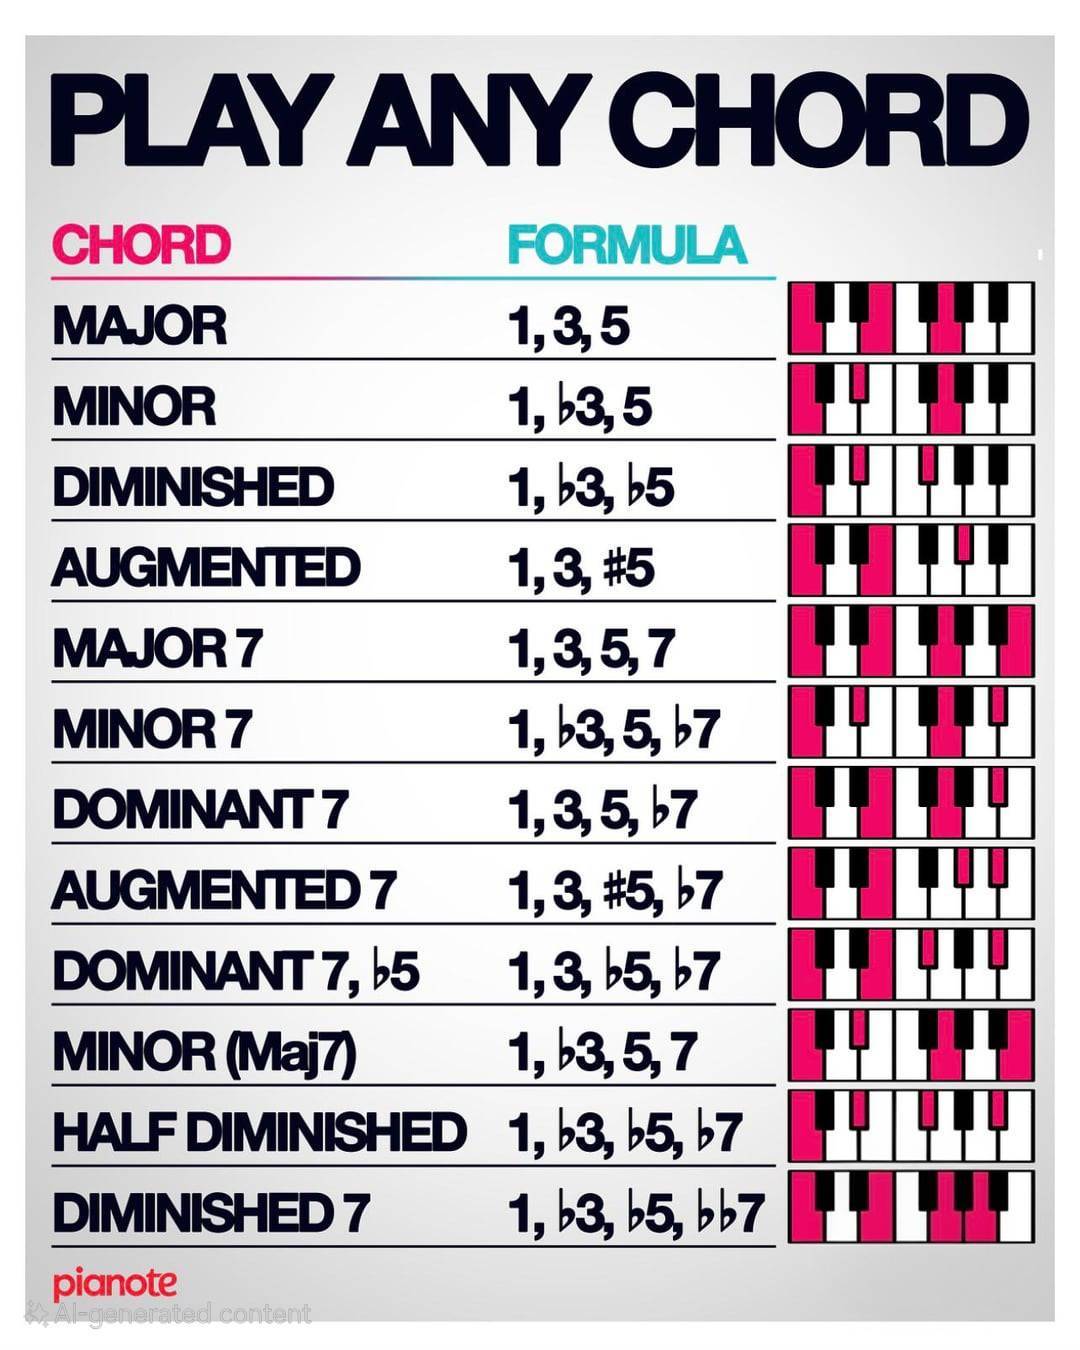 PLAY ANY CHORD
CHORD FORMULA
MAJOR 1, 3, 5
MINOR 1, ♭3, 5
DIMINISHED 1, ♭3, ♭5
AUGMENTED 1, 3, #5
MAJOR 7 1, 3, 5, 7
MINOR 7 1, ♭3, 5, ♭7
DOMINANT 7 1, 3, 5, ♭7
AUGMENTED 7 1, 3, #5, ♭7
DOMINANT 7, ♭5 1, 3, ♭5, ♭7
MINOR (Maj7) 1, ♭3, 5, 7
HALF DIMINISHED 1, ♭3, ♭5, ♭7
DIMINISHED 7 1, ♭3, ♭5, ♭♭7
pianote
AI-generated content